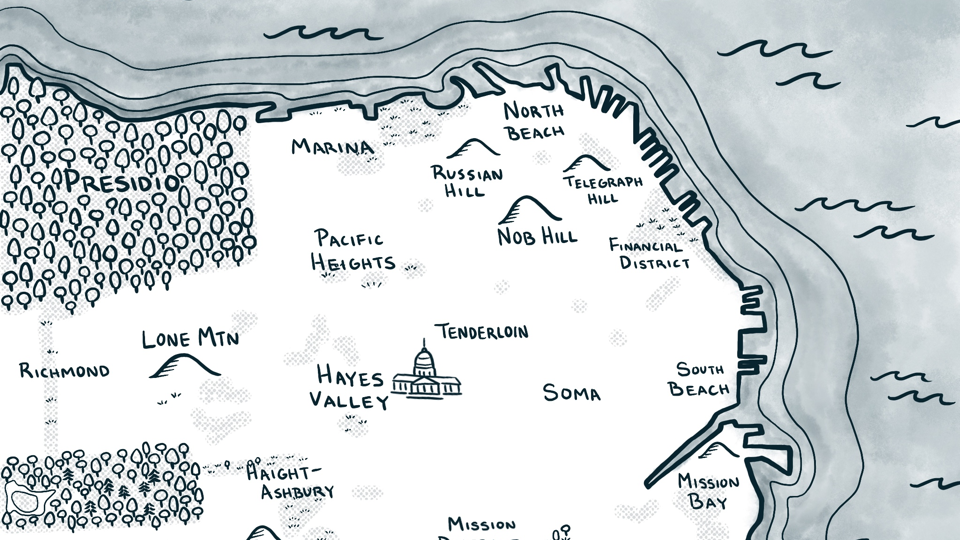 NORTH
BEACH
MARINA
RUSSIAN
HILL
TELEGRAPH
HILL
PRESIDIO
NOB HILL
PACIFIC
HEIGHTS
FINANCIAL
DISTRICT
LONE MTN
TENDERLOIN
RICHMOND
HAYES
VALLEY
SOMA
SOUTH
BEACH
HAIGHT-
ASHBURY
MISSION
BAY
MISSION